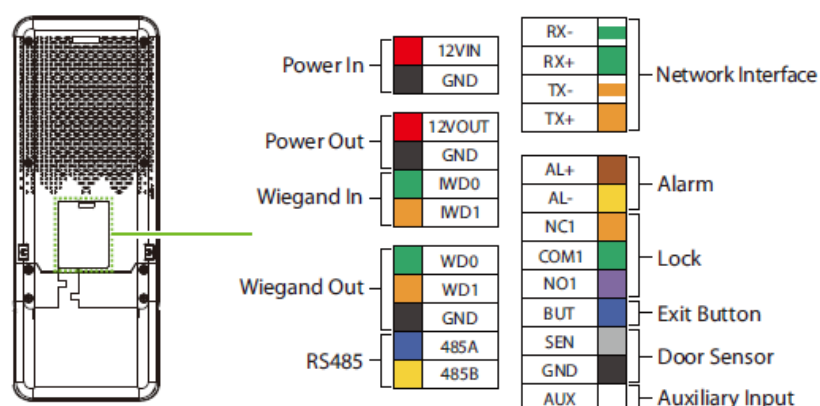 Power In
12VIN
GND
Power Out
12VOUT
GND
Wiegand In
IWD0
IWD1
Wiegand Out
WD0
WD1
GND
RS485
485A
485B
RX-
RX+
TX-
TX+
Network Interface
AL+
AL-
Alarm
NC1
COM1
NO1
Lock
BUT
Exit Button
SEN
GND
Door Sensor
AUX
Auxiliary Input